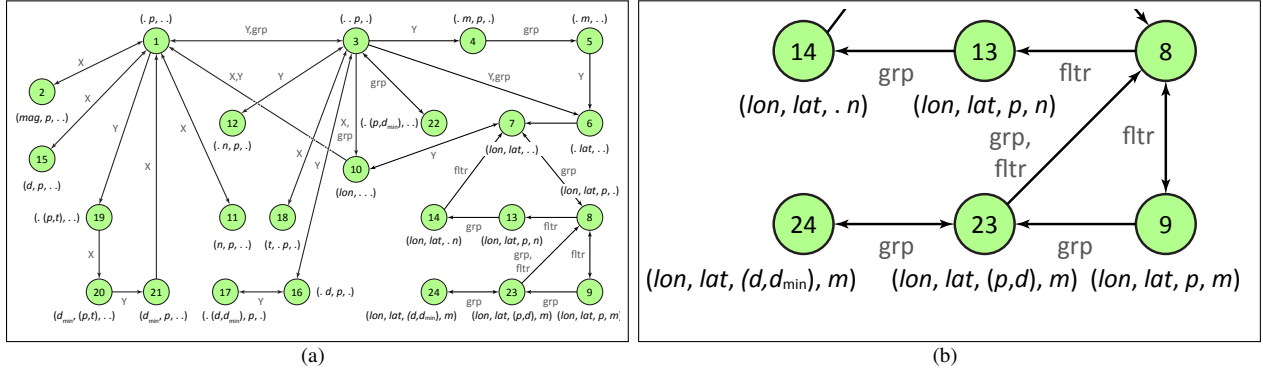 (. p, . .)
(. . p, .)
(. m, p, .)
(. m, . .)
1
Y,grp
3
Y
4
grp
5
X
X
Y
X
X,Y
Y
grp
Y,grp
Y
2
(mag, p, . .)
12
(. n, p, .)
22
(. (p,dmin), . .)
7
(lon, lat, . .)
6
(. lat, . .)
15
(d, p, . .)
X
X
Y
X,
grp
10
(lon, . . .)
Y
fltr
grp
(lon, lat, p, .)
(. (p,t), . .)
19
11
(n, p, . .)
18
(t, . p, .)
14
grp
13
fltr
8
(lon, lat, . n)
(lon, lat, p, n)
X
grp,
fltr
fltr
20
Y
21
17
Y
16
(. d, p, .)
24
grp
23
grp
9
(dmin, (p,t), . .)
(dmin, p, . .)
(. (d,dmin), p, .)
(lon, lat, (d,dmin), m)
(lon, lat, (p,d), m)
(lon, lat, p, m)
(a)
14
grp
13
fltr
8
(lon, lat, . n)
(lon, lat, p, n)
grp,
fltr
fltr
24
grp
23
grp
9
(lon, lat, (d,dmin), m)
(lon, lat, (p,d), m)
(lon, lat, p, m)
(b)